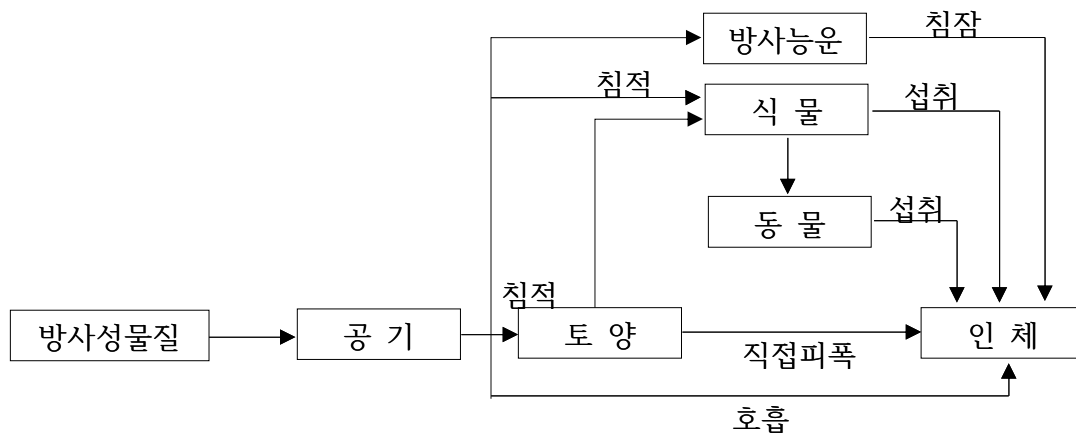 방사능운
침잠
침적
식 물
섭취
동 물
섭취
침적
방사성물질
공 기
토 양
직접피폭
인 체
호흡